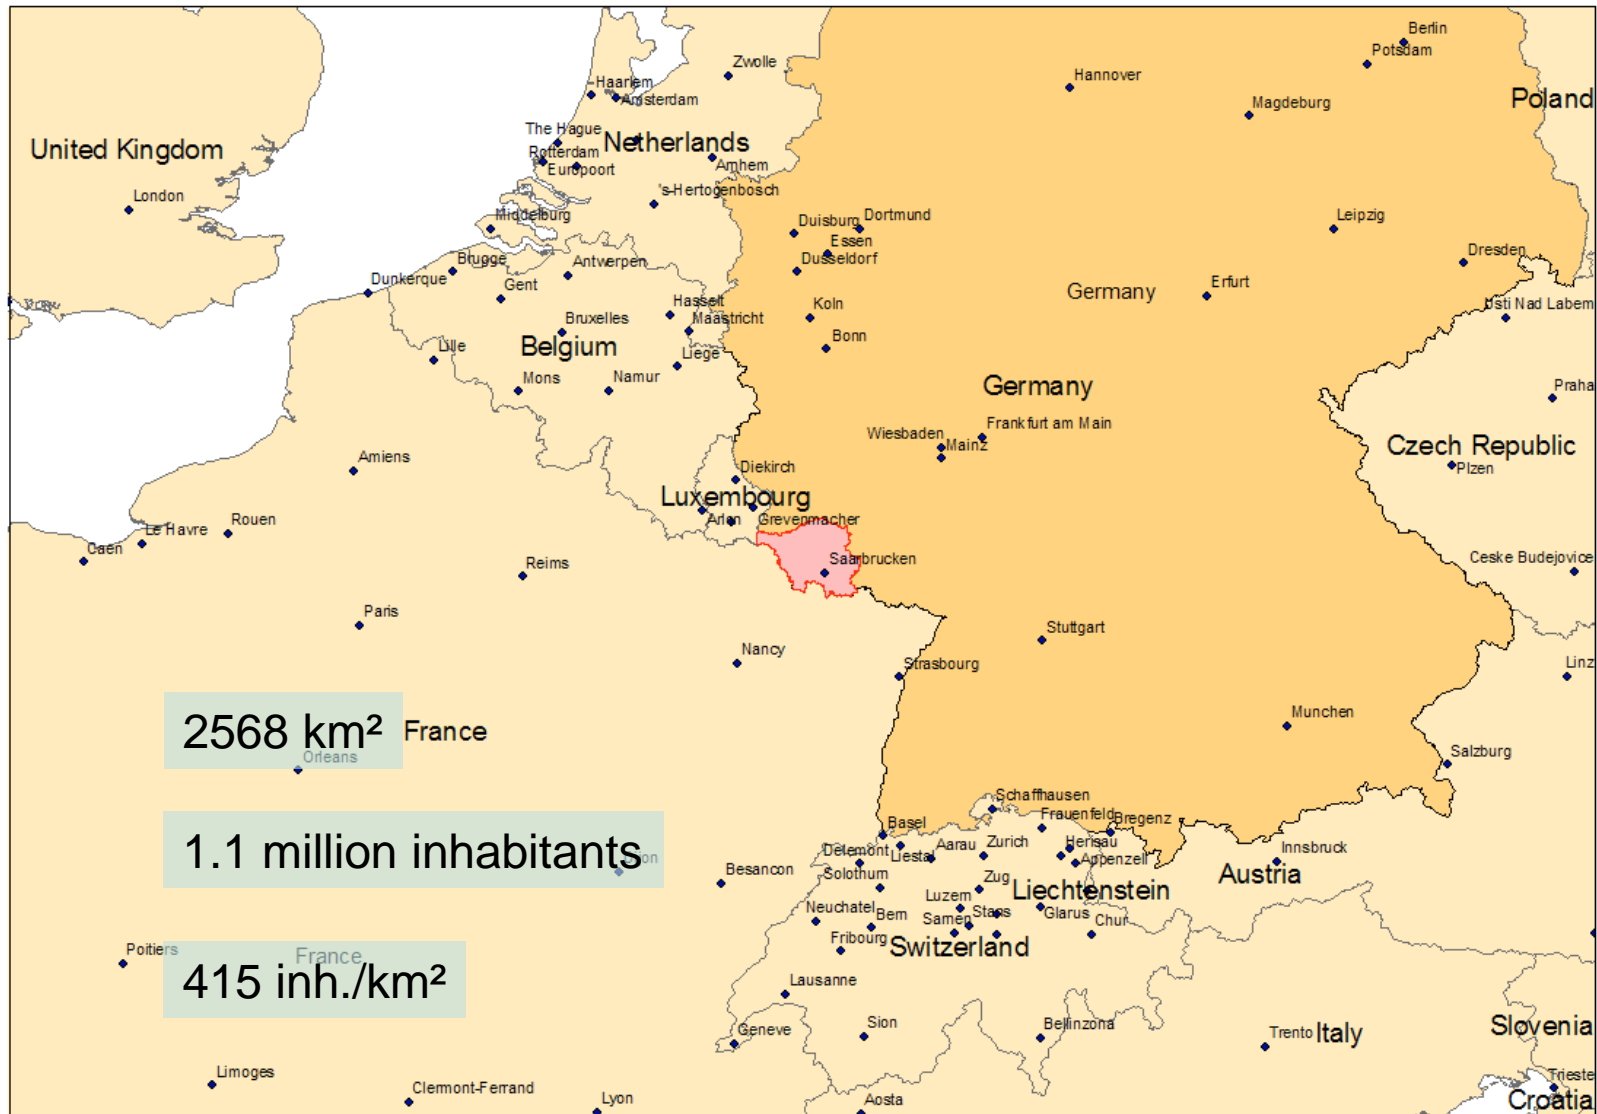 Berlin
Potsdam
Zwolle
Hannover
Haarlem
Amsterdam
Magdeburg
Poland
The Hague
Netherlands
United Kingdom
Rotterdam
Europoort
Arnhem
London
's-Hertogenbosch
Middelburg
Duisburg
Dortmund
Leipzig
Essen
Dusseldorf
Dresden
Brugge
Antwerpen
Dunkerque
Gent
Germany
Erfurt
Hasselt
Koln
Usti Nad Labem
Bruxelles
Maastricht
Bonn
Belgium
Lille
Liege
Mons
Namur
Germany
Praha
Frankfurt am Main
Wiesbaden
Mainz
Czech Republic
Plzen
Amiens
Diekirch
Luxembourg
Arlon
Grevenmacher
Rouen
Le Havre
Caen
Reims
Saarbrucken
Ceske Budejovice
Paris
Stuttgart
Nancy
Strasbourg
Linz
2568 km²
France
Orleans
Munchen
Salzburg
Schaffhausen
Basel
Frauenfeld
Bregenz
1.1 million inhabitants
Delemont
Liestal
Aarau
Zurich
Herisau
Appenzell
Innsbruck
Besancon
Solothurn
Zug
Liechtenstein
Austria
Neuchatel
Luzern
Bern
Sarnen
Stans
Glarus
Chur
Fribourg
Switzerland
Poitiers
France
415 inh./km²
Lausanne
Geneve
Sion
Bellinzona
Trento
Italy
Slovenia
Limoges
Clermont-Ferrand
Lyon
Aosta
Trieste
Croatia